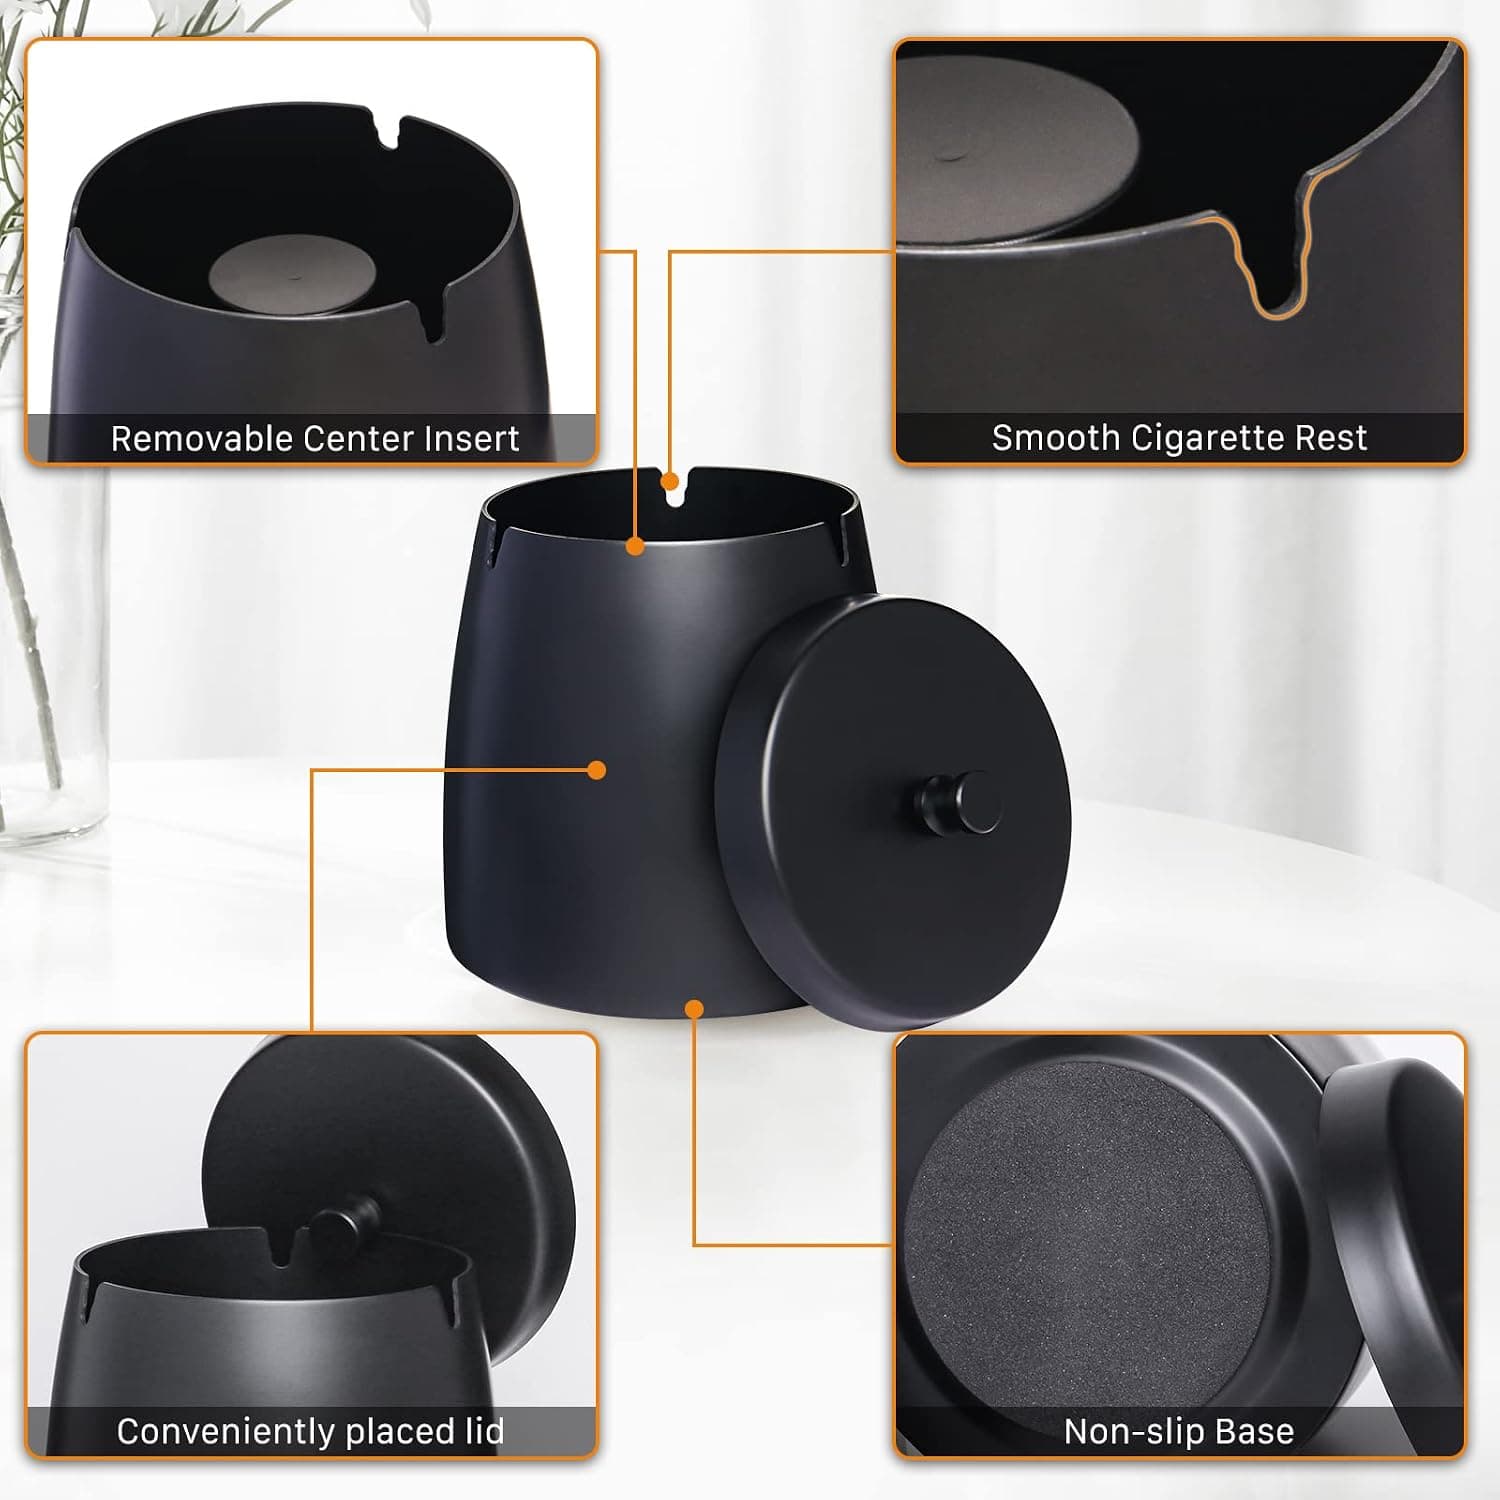 Removable Center Insert
Smooth Cigarette Rest
Conveniently placed lid
Non-slip Base